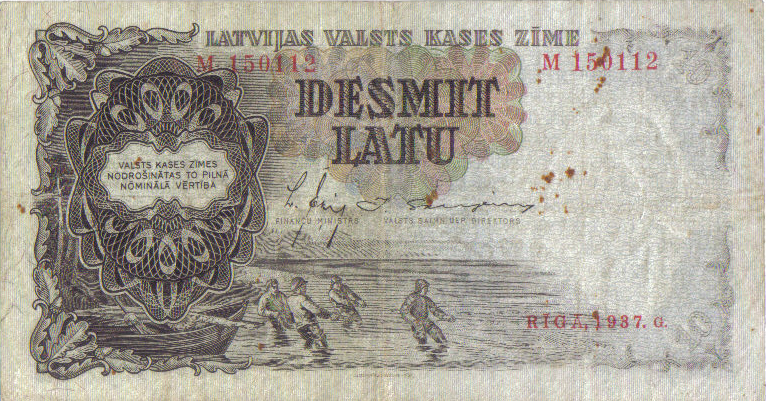 LATVIJAS VALSTS KASES ZĪME
M 150112 M 150112
DESMIT
LATU
VALSTS KASES ZĪMES
NODROŠINĀTAS TO PILNĀ
NOMINĀLĀ VĒRTĪBĀ
FINANČU MINISTRS VALSTS SAIMN. DEP. DIREKTORS
RĪGĀ, 1937. G.